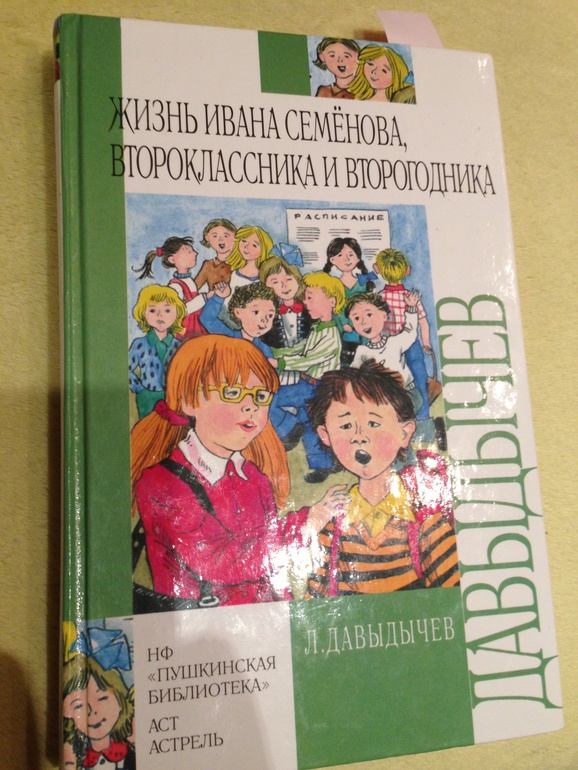 ЖИЗНЬ ИВАНА СЕМЁНОВА,
ВТОРОКЛАССНИКА И ВТОРОГОДНИКА
РАСПИСАНИЕ
ДАВЫДЫЧЕВ
Л. ДАВЫДЫЧЕВ
НФ
«ПУШКИНСКАЯ
БИБЛИОТЕКА»
АСТ
АСТРЕЛЬ